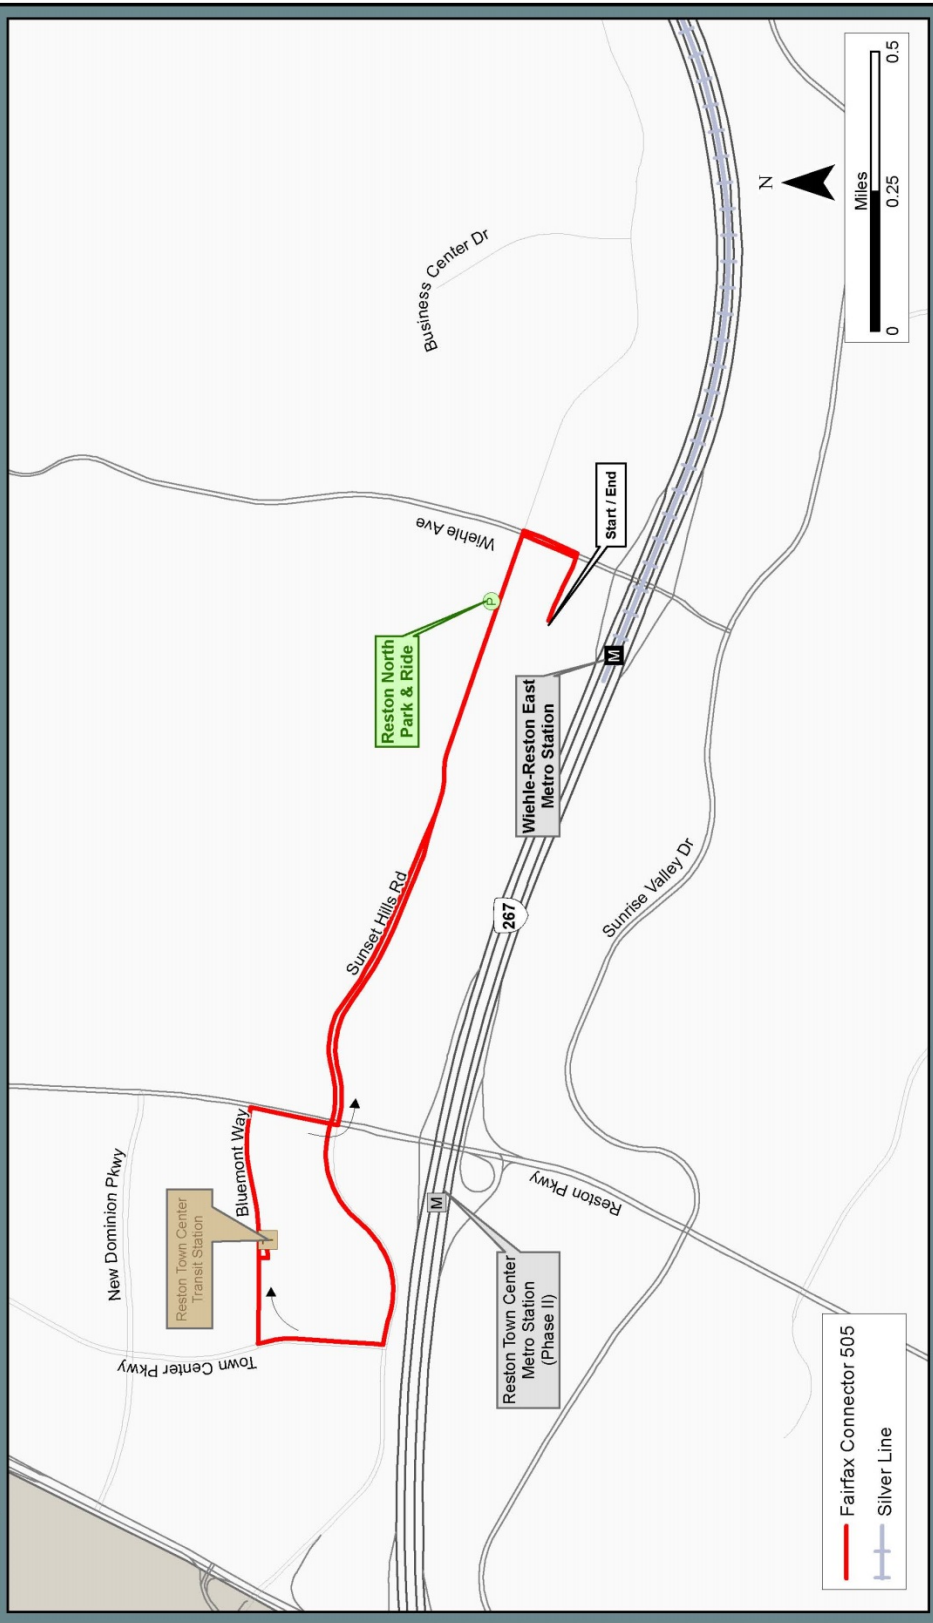 New Dominion Pkwy
Town Center Pkwy
Reston Town Center
Transit Station
Bluemont Way
Sunset Hills Rd
Reston North
Park & Ride
P
Wiehle Ave
Business Center Dr
Start / End
Wiehle-Reston East
Metro Station
M
267
M
Reston Town Center
Metro Station
(Phase II)
Reston Pkwy
Sunrise Valley Dr
Fairfax Connector 505
Silver Line
N
Miles
0
0.25
0.5